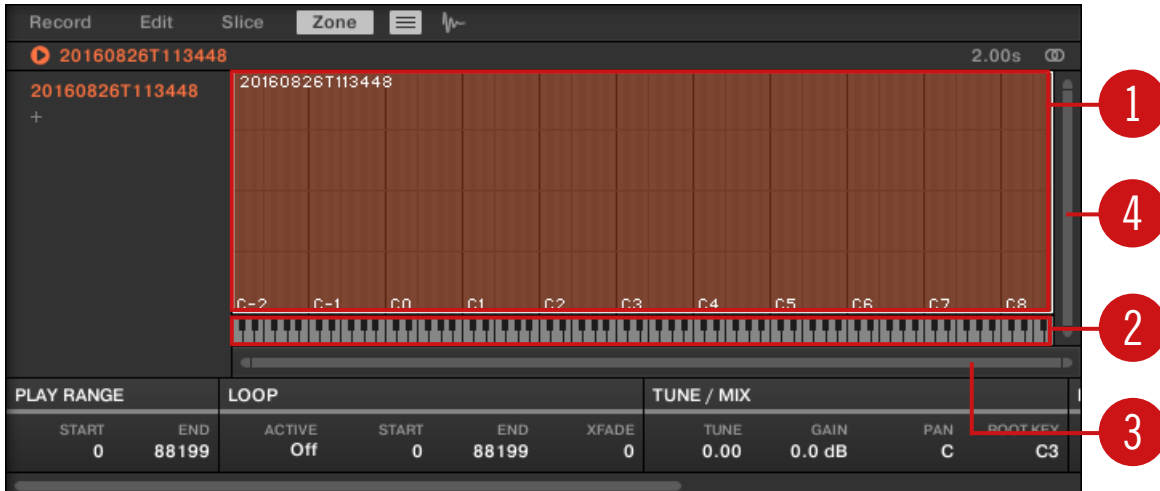 Record Edit Slice Zone
20160826T113448 2.00s
20160826T113448
+
20160826T113448
1
4
C-2 C-1 C0 C1 C2 C3 C4 C5 C6 C7 C8
2
3
PLAY RANGE LOOP TUNE / MIX
START END ACTIVE START END XFADE TUNE GAIN PAN ROOT KEY
0 88199 Off 0 88199 0 0.00 0.0 dB C C3